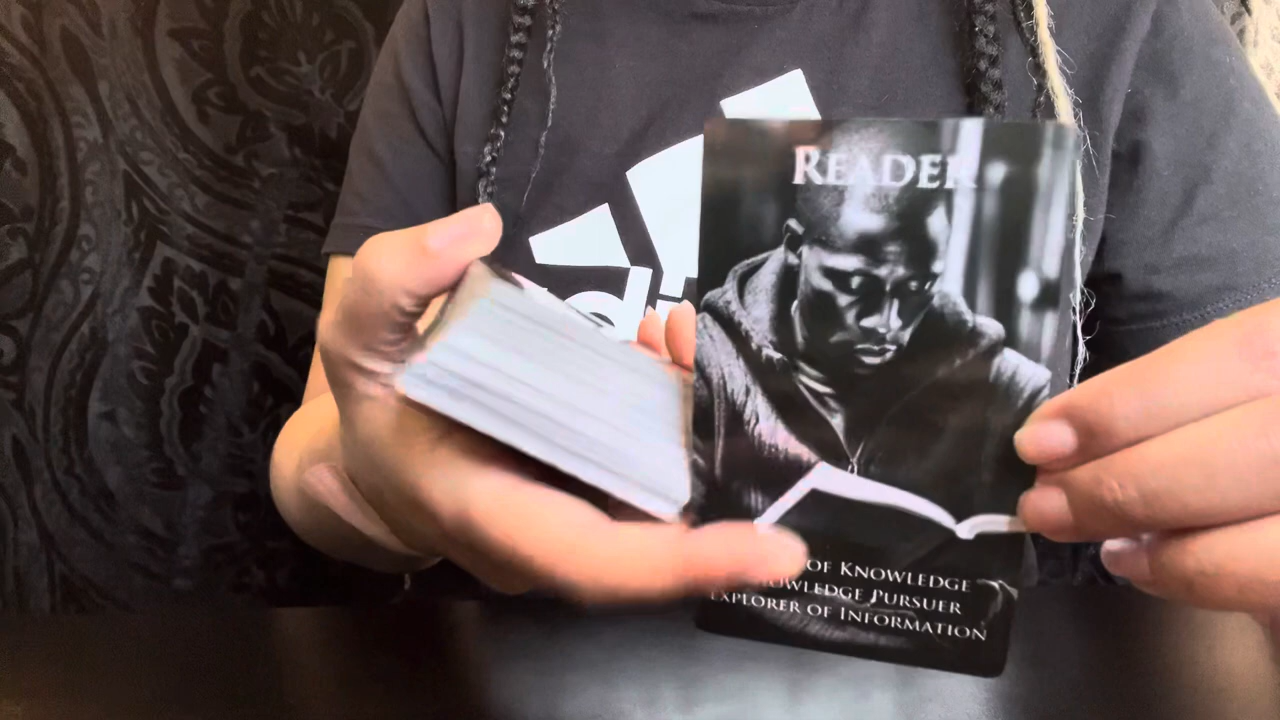 READER
OF KNOWLEDGE
KNOWLEDGE PURSUER
EXPLORER OF INFORMATION